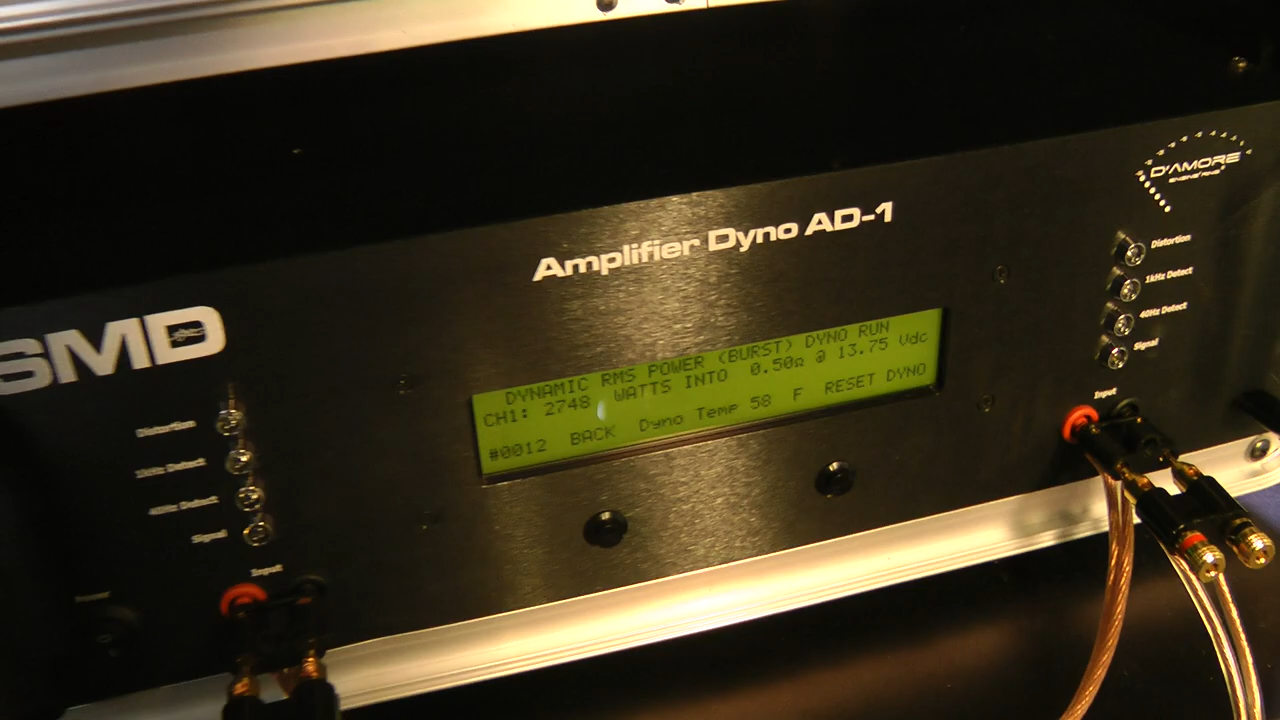 SMD
Amplifier Dyno AD-1
D'AMORE
ENGINEERING
DYNAMIC RMS POWER (BURST) DYNO RUN
CH1: 2748 WATTS INTO 0.50Ω @ 13.75 Vdc
#0012 BACK Dyno Temp 58 F RESET DYNO
Distortion
1kHz Detect
40Hz Detect
Signal
Input
Distortion
1kHz Detect
40Hz Detect
Signal
Input